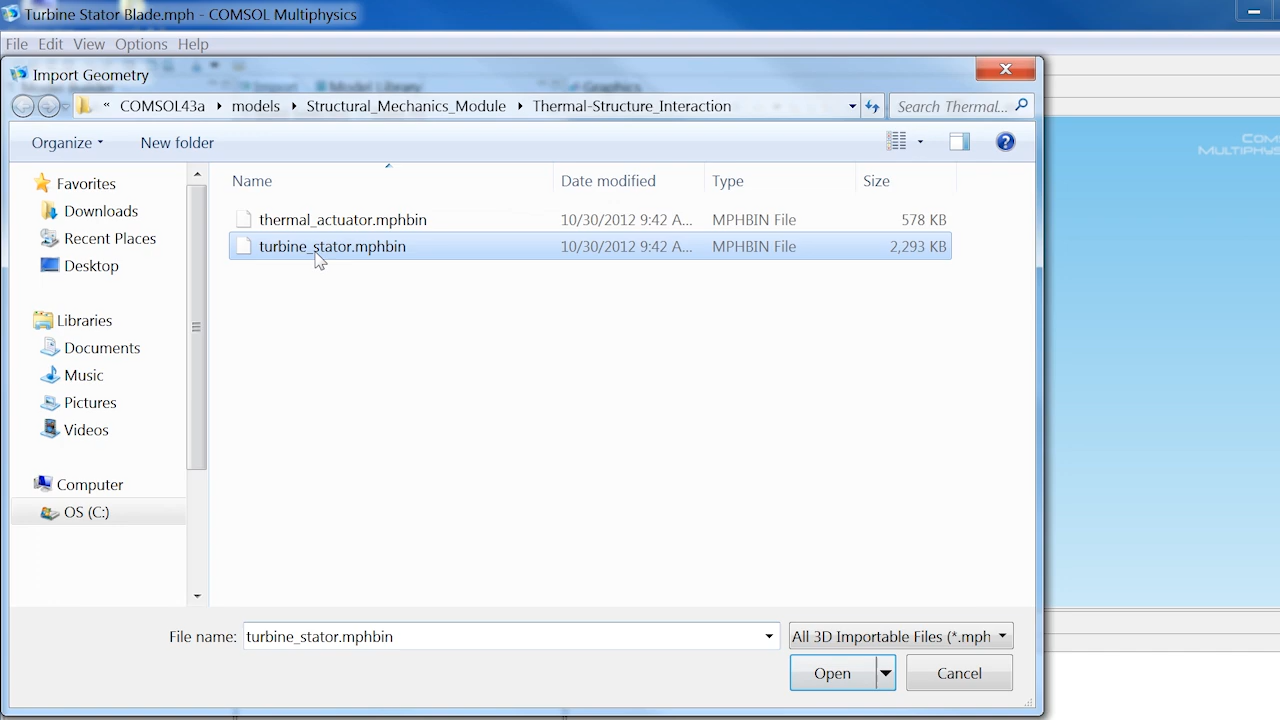 Turbine Stator Blade.mph - COMSOL Multiphysics
File Edit View Options Help
Import Geometry
« COMSOL43a models Structural_Mechanics_Module Thermal-Structure_Interaction Search Thermal...
Organize New folder
Name Date modified Type Size
thermal_actuator.mphbin 10/30/2012 9:42 A... MPHBIN File 578 KB
turbine_stator.mphbin 10/30/2012 9:42 A... MPHBIN File 2,293 KB
Favorites
Downloads
Recent Places
Desktop
Libraries
Documents
Music
Pictures
Videos
Computer
OS (C:)
File name: turbine_stator.mphbin All 3D Importable Files (*.mph
Open Cancel